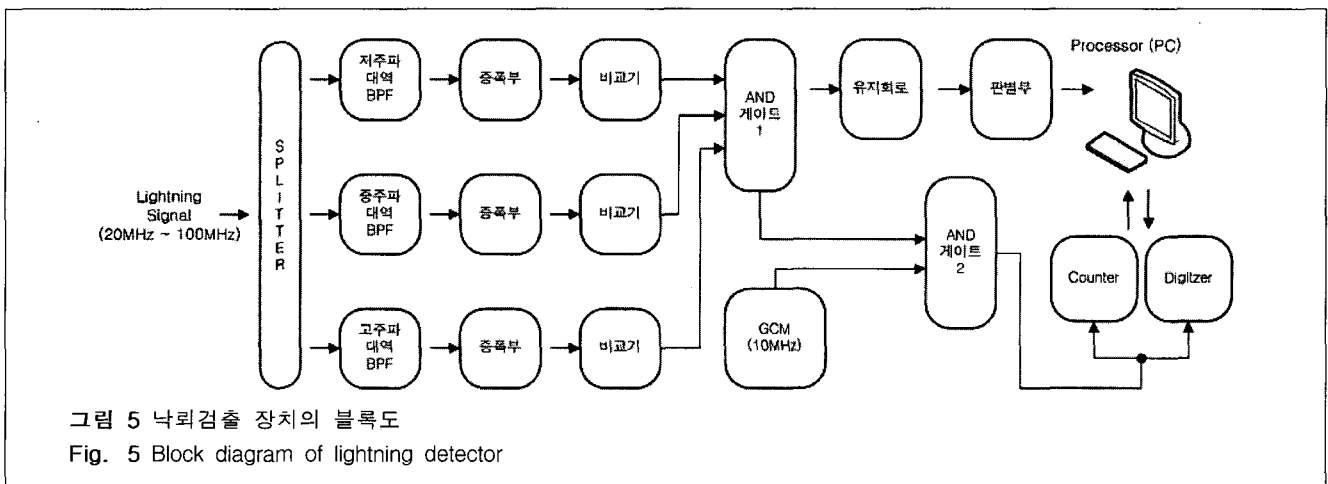 Processor (PC)
저주파
대역
BPF
증폭부
비교기
AND
게이트
1
유지회로
판별부
SPLITTER
Lightning
Signal
(20MHz ~ 100MHz)
중주파
대역
BPF
증폭부
비교기
AND
게이트
2
Counter
Digitzer
고주파
대역
BPF
증폭부
비교기
GCM
(10MHz)
그림 5 낙뢰검출 장치의 블록도
Fig. 5 Block diagram of lightning detector